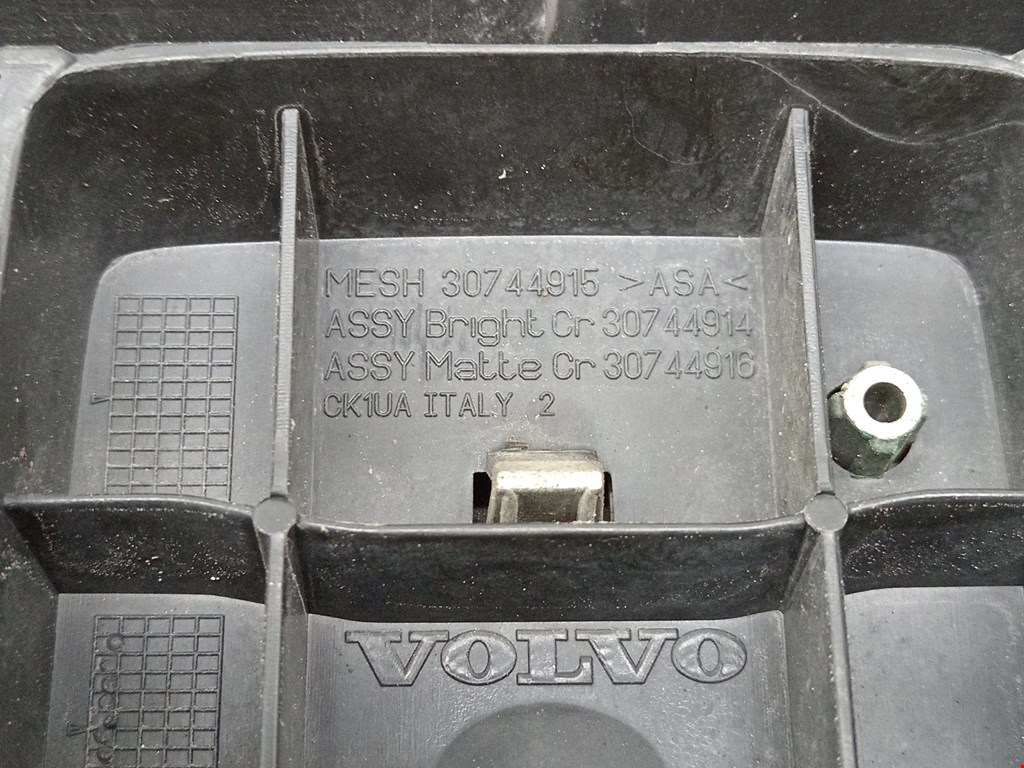 MESH 30744915 >ASA<
ASSY Bright Cr 30744914
ASSY Matte Cr 30744916
CK1UA ITALY 2
VOLVO